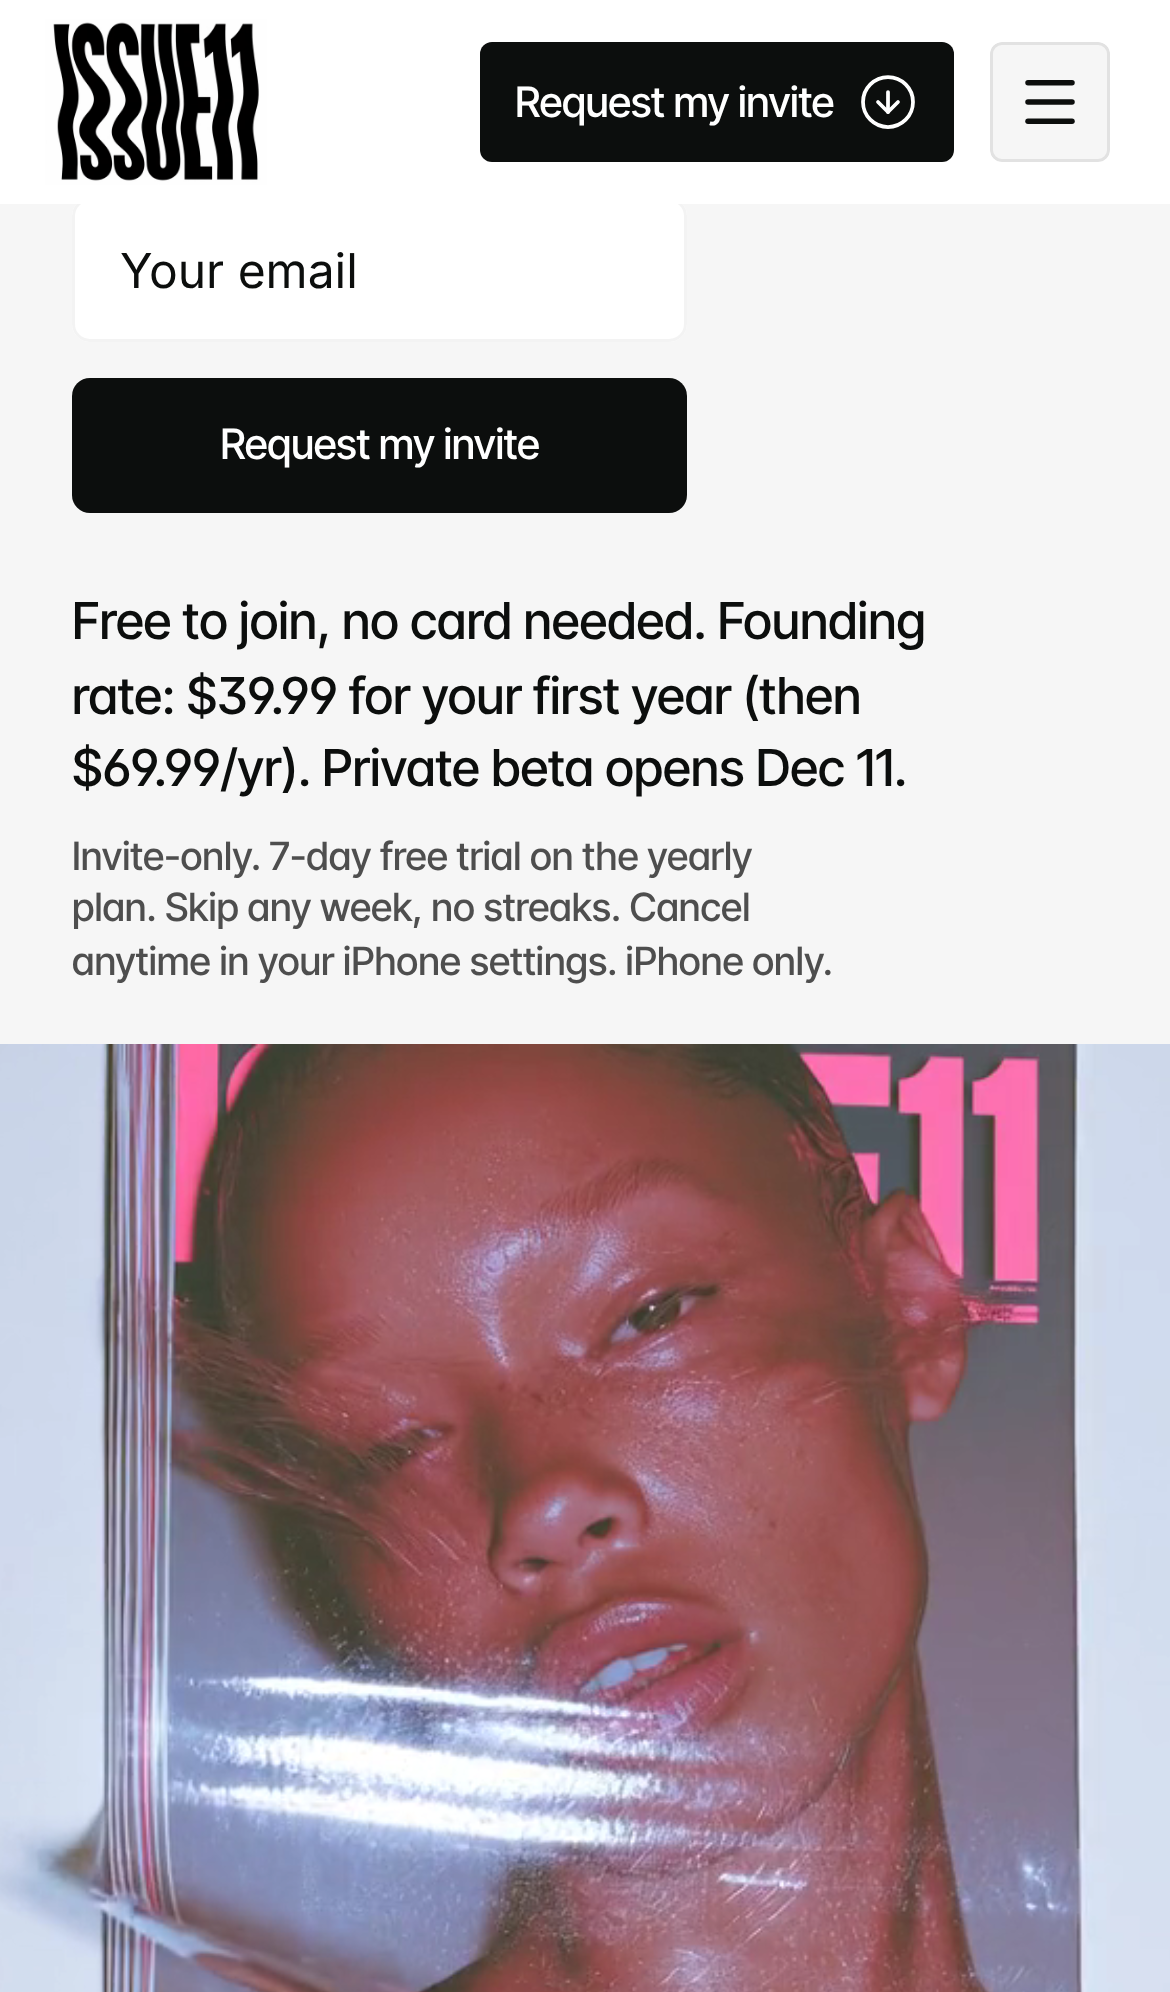 ISSUE11
Request my invite
Your email
Request my invite
Free to join, no card needed. Founding
rate: $39.99 for your first year (then
$69.99/yr). Private beta opens Dec 11.
Invite-only. 7-day free trial on the yearly
plan. Skip any week, no streaks. Cancel
anytime in your iPhone settings. iPhone only.
11